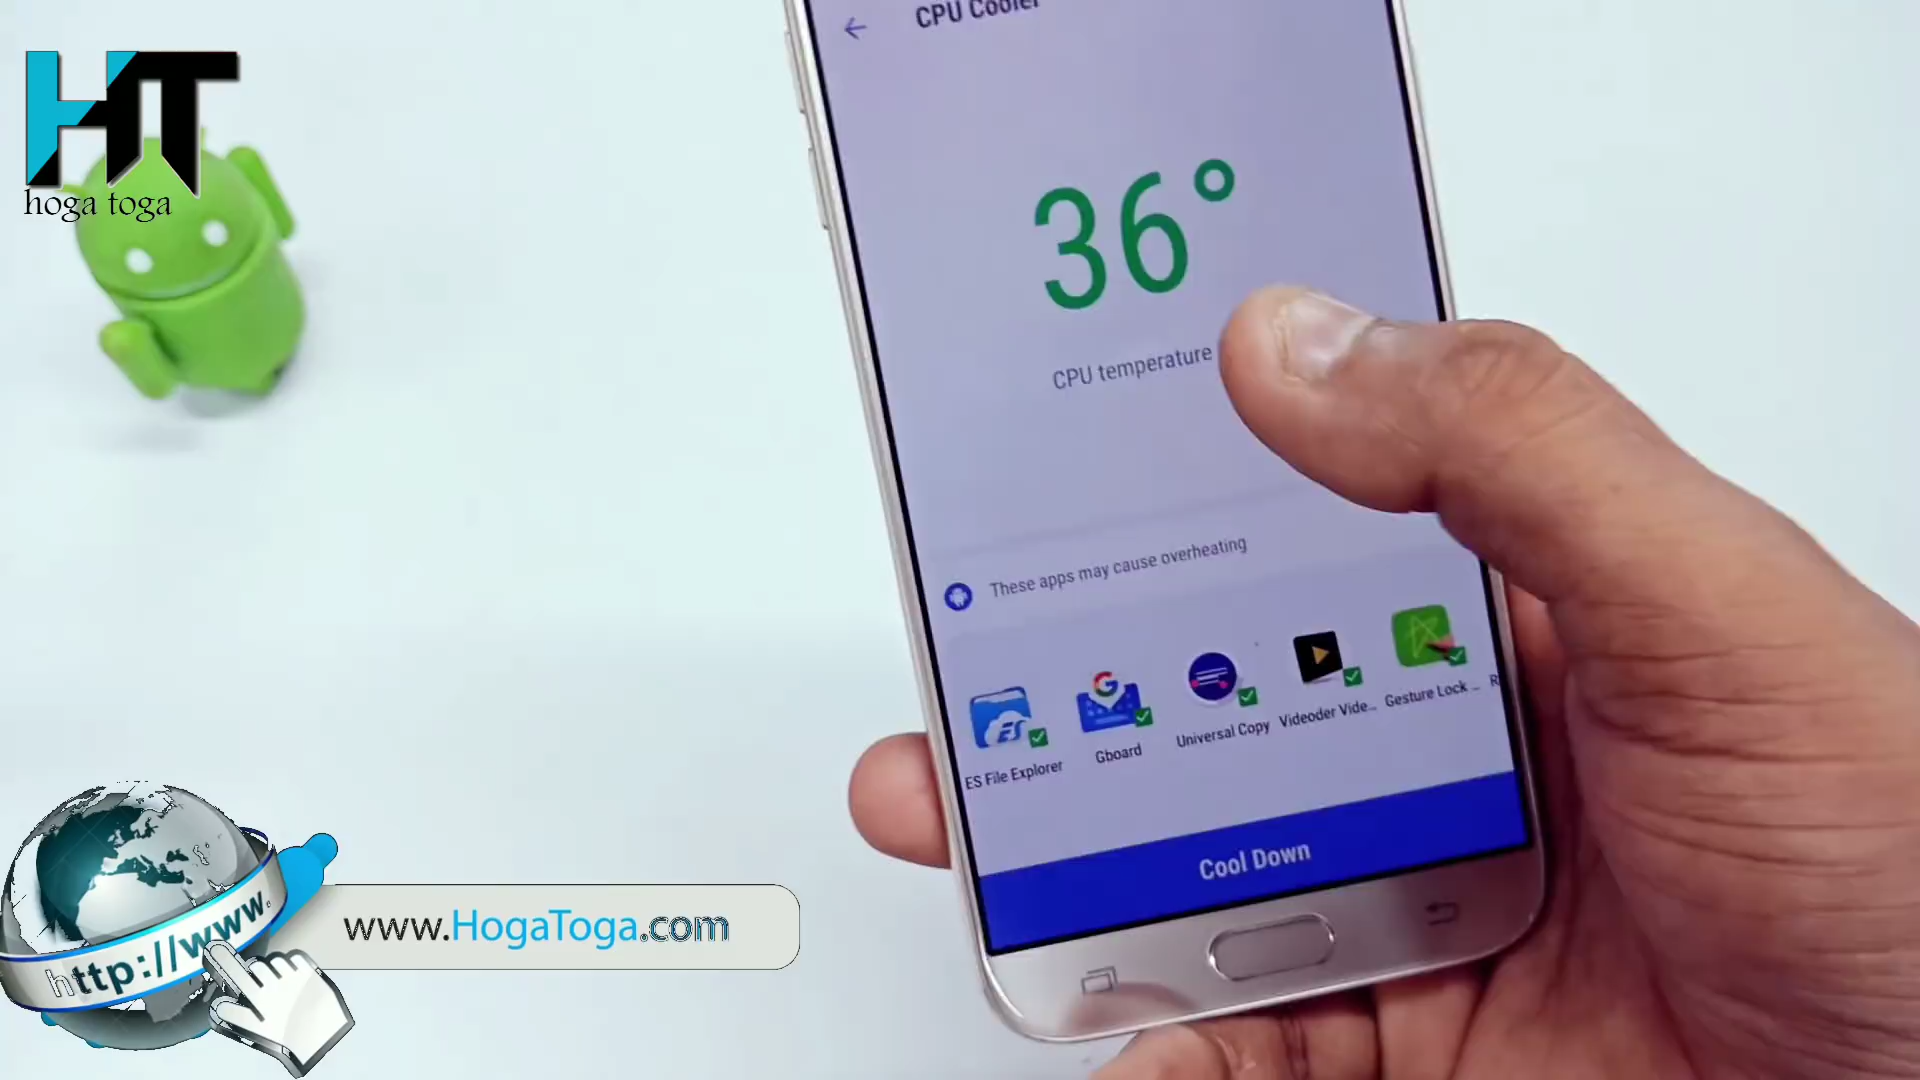 CPU Cooler
HT
hoga toga
36°
CPU temperature
These apps may cause overheating
ES File Explorer
Gboard
Universal Copy
Videoder Vide...
Gesture Lock ...
R
Cool Down
http://www.
www.HogaToga.com